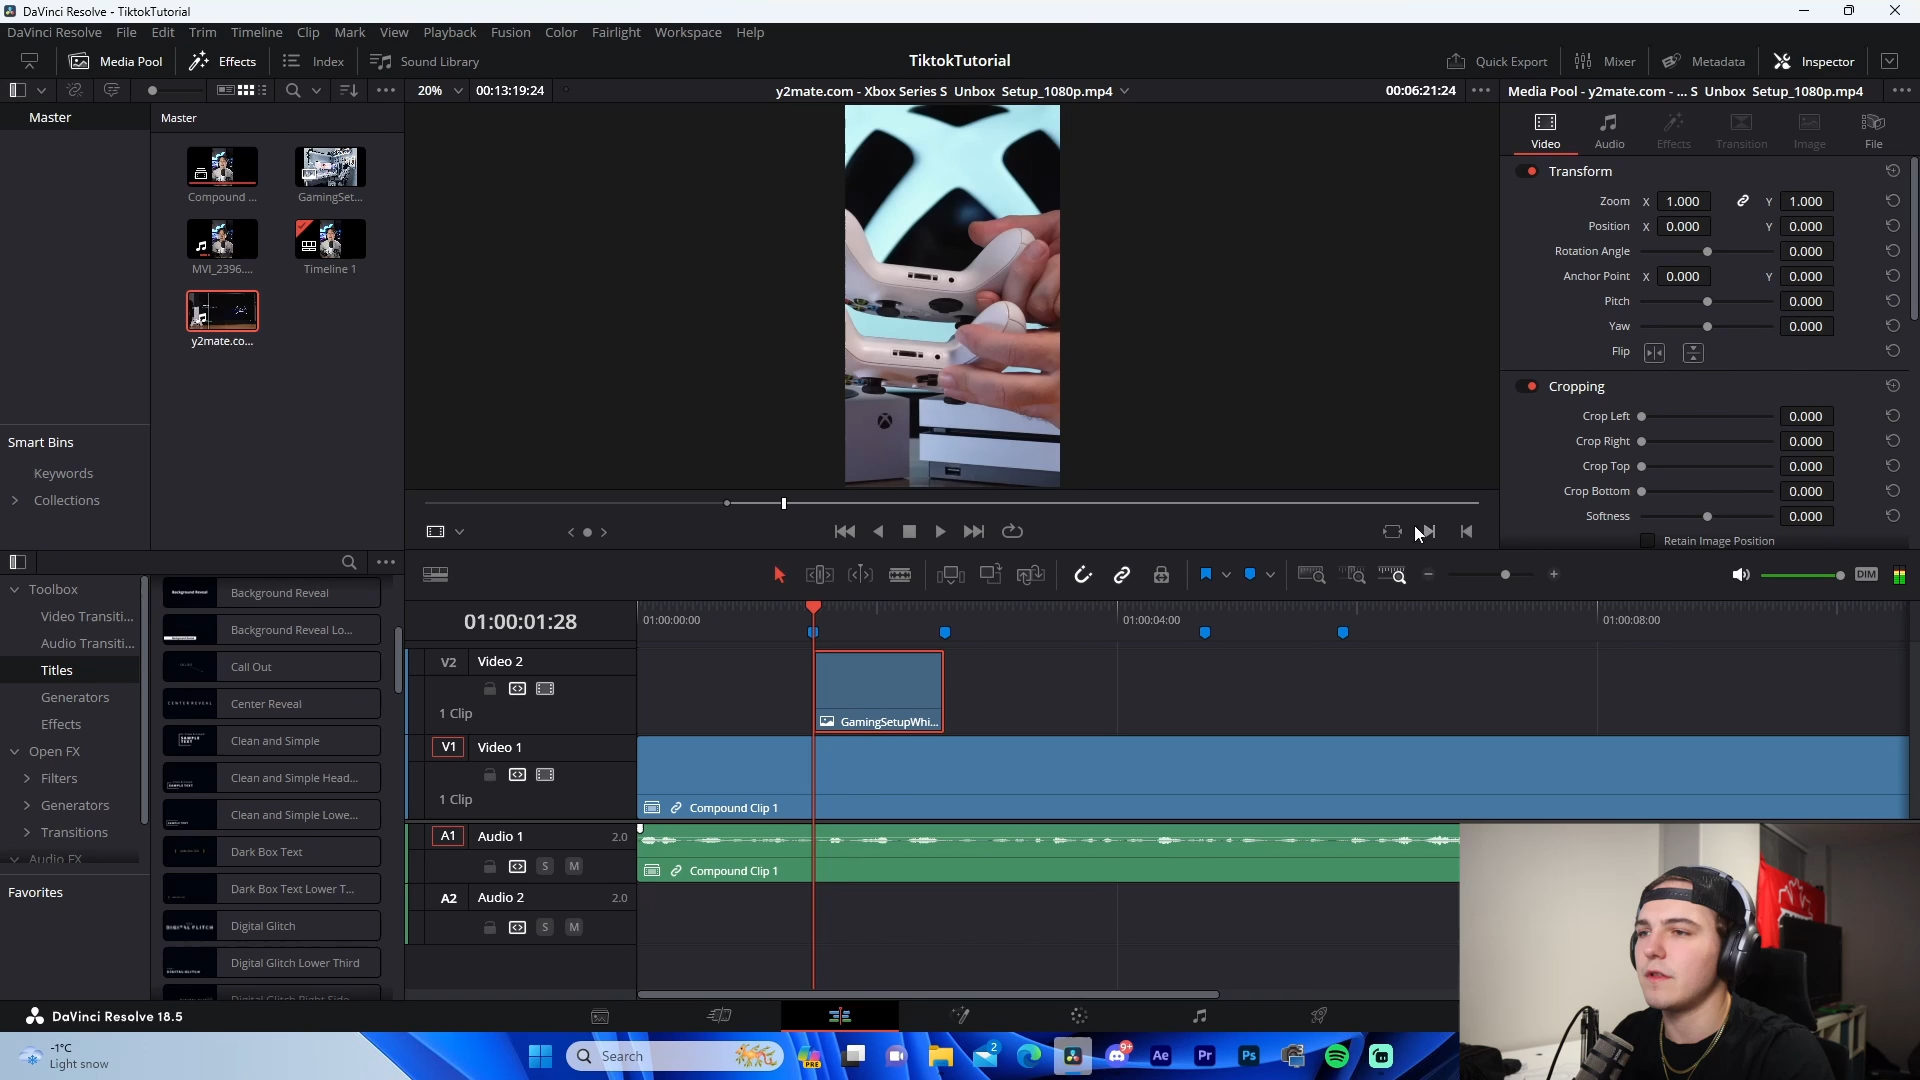 DaVinci Resolve - TiktokTutorial
DaVinci Resolve File Edit Trim Timeline Clip Mark View Playback Fusion Color Fairlight Workspace Help
Media Pool Effects Index Sound Library
TiktokTutorial
Quick Export Mixer Metadata Inspector
20% 00:13:19:24
y2mate.com - Xbox Series S Unbox Setup_1080p.mp4
00:06:21:24
Media Pool - y2mate.com - ... S Unbox Setup_1080p.mp4
Master
Master
Compound ...
GamingSet...
MVI_2396....
Timeline 1
y2mate.co...
Smart Bins
Keywords
Collections
Video Audio Effects Transition Image File
Transform
Zoom X 1.000 Y 1.000
Position X 0.000 Y 0.000
Rotation Angle 0.000
Anchor Point X 0.000 Y 0.000
Pitch 0.000
Yaw 0.000
Flip
Cropping
Crop Left 0.000
Crop Right 0.000
Crop Top 0.000
Crop Bottom 0.000
Softness 0.000
Retain Image Position
Toolbox
Video Transiti...
Audio Transiti...
Titles
Generators
Effects
Open FX
Filters
Generators
Transitions
Audio FX
Favorites
Background Reveal
Background Reveal Lo...
Call Out
Center Reveal
Clean and Simple
Clean and Simple Head...
Clean and Simple Lowe...
Dark Box Text
Dark Box Text Lower T...
Digital Glitch
Digital Glitch Lower Third
Digital Glitch Right Side
DIM
01:00:01:28
01:00:00:00
01:00:04:00
01:00:08:00
V2 Video 2
1 Clip
GamingSetupWhi...
V1 Video 1
1 Clip
Compound Clip 1
A1 Audio 1 2.0
S M
Compound Clip 1
A2 Audio 2 2.0
S M
DaVinci Resolve 18.5
-1°C
Light snow
Search
PRE
2
9+
Ae
Pr
Ps